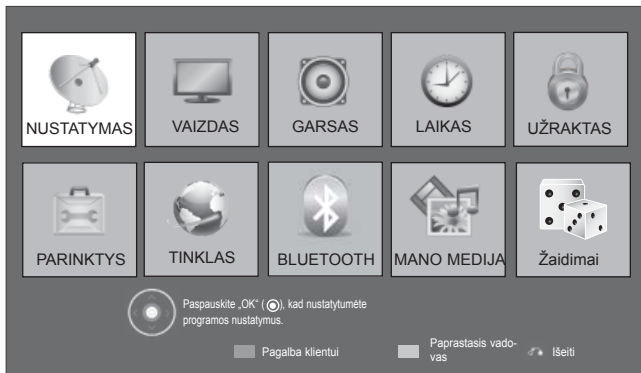 NUSTATYMAS
VAIZDAS
GARSAS
LAIKAS
UŽRAKTAS
PARINKTYS
TINKLAS
BLUETOOTH
MANO MEDIJA
Žaidimai
Paspauskite „OK“ (◉), kad nustatytumėte
programos nustatymus.
Pagalba klientui
Paprastasis vado-
vas
Išeiti